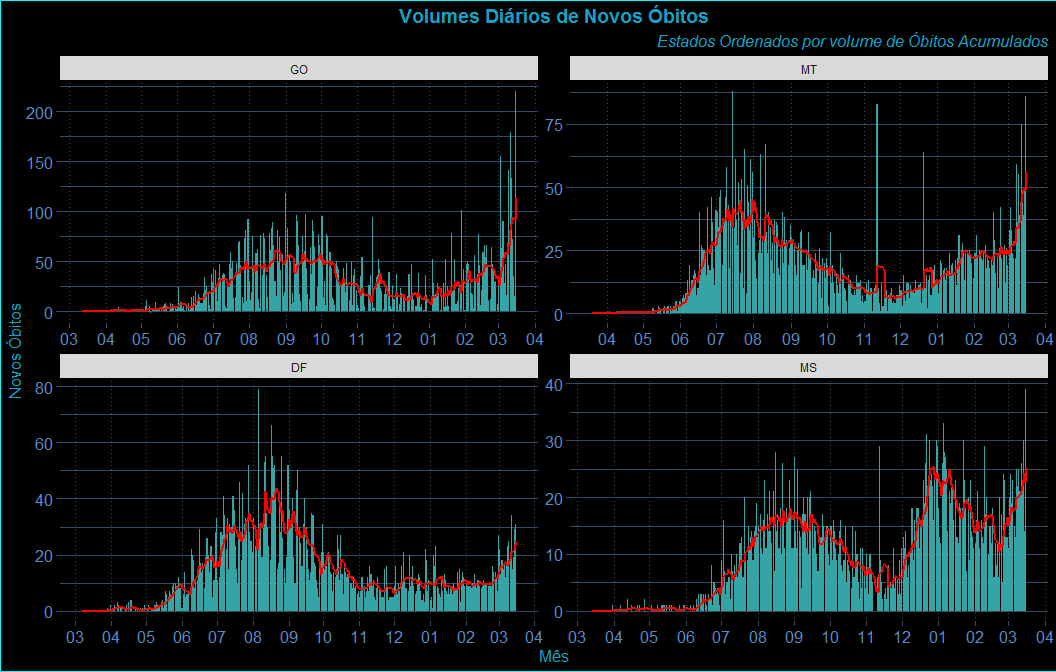 Volumes Diários de Novos Óbitos
Estados Ordenados por volume de Óbitos Acumulados
GO
200
150
100
50
0
03 04 05 06 07 08 09 10 11 12 01 02 03 04
MT
75
50
25
0
04 05 06 07 08 09 10 11 12 01 02 03 04
Novos Óbitos
DF
80
60
40
20
0
03 04 05 06 07 08 09 10 11 12 01 02 03 04
MS
40
30
20
10
0
03 04 05 06 07 08 09 10 11 12 01 02 03 04
Mês